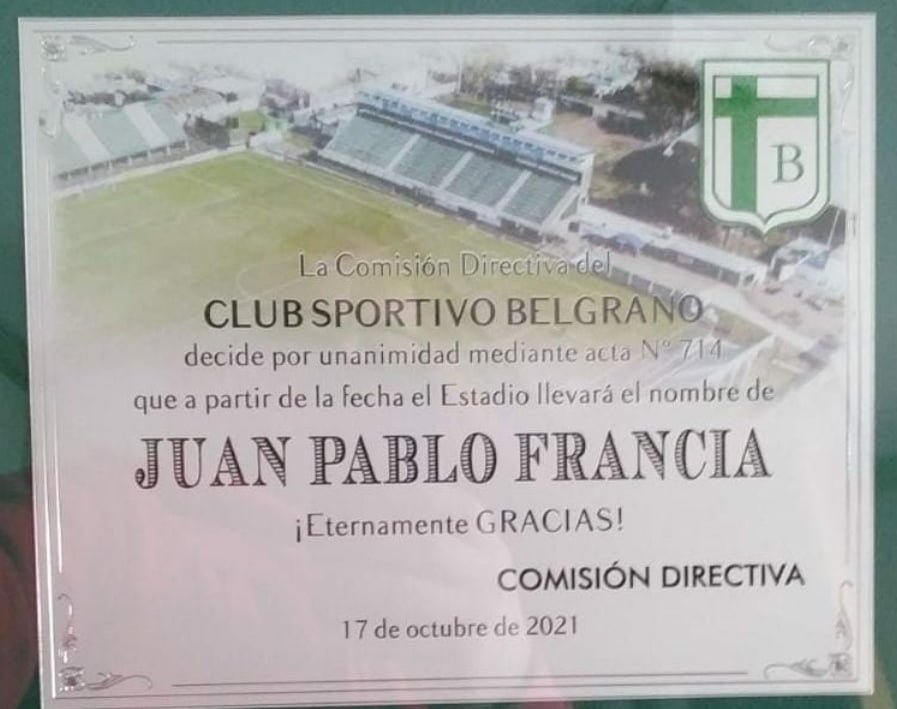 B
La Comisión Directiva del
CLUB SPORTIVO BELGRANO
decide por unanimidad mediante acta N° 714
que a partir de la fecha el Estadio llevará el nombre de
JUAN PABLO FRANCIA
¡Eternamente GRACIAS!
COMISIÓN DIRECTIVA
17 de octubre de 2021